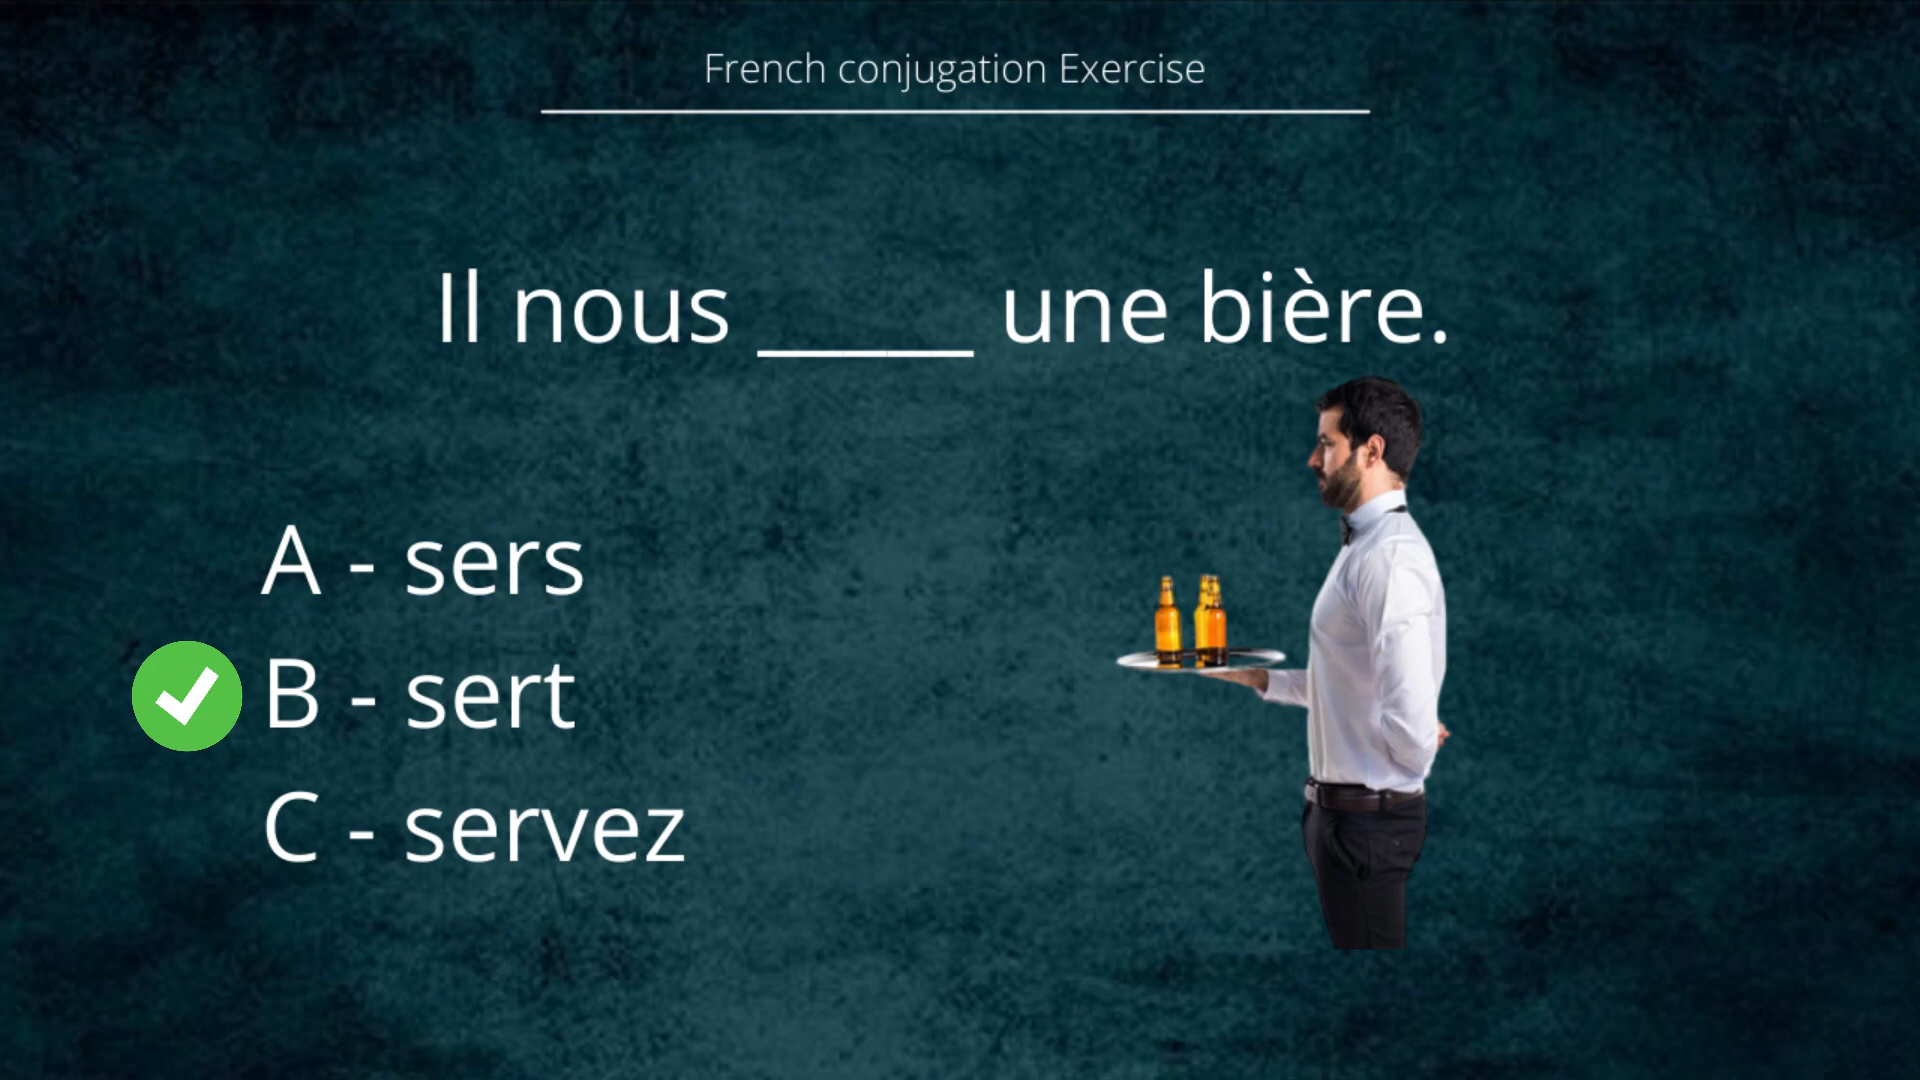 French conjugation Exercise
Il nous _____ une bière.
A - sers
B - sert
C - servez